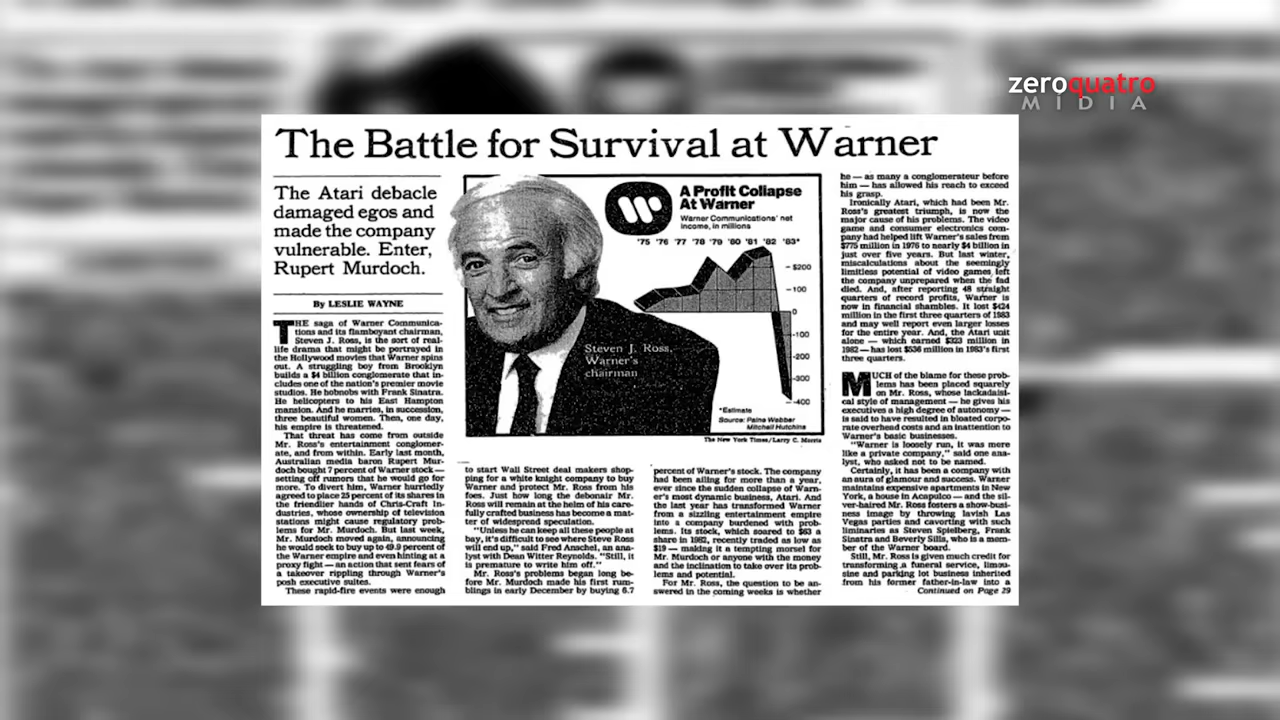 zeroquatro
MÍDIA
The Battle for Survival at Warner
The Atari debacle
damaged egos and
made the company
vulnerable. Enter,
Rupert Murdoch.
By LESLIE WAYNE
THE saga of Warner Communica-
tions and its flamboyant chairman,
Steven J. Ross, is the sort of real-
life drama that might be portrayed in
the Hollywood movies that Warner spins
out. A struggling boy from Brooklyn
builds a $4 billion conglomerate that in-
cludes one of the nation's premier movie
studios. He hobnobs with Frank Sinatra.
He helicopters to his East Hampton
mansion. And he marries, in succession,
three beautiful women. Then, one day,
his empire is threatened.
That threat has come from outside
Mr. Ross's entertainment conglomer-
ate, and from within. Early last month,
Australian media baron Rupert Mur-
doch bought 7 percent of Warner stock —
setting off rumors that he would go for
more. To divert him, Warner hurriedly
agreed to place 25 percent of its shares in
the friendlier hands of Chris-Craft In-
dustries, whose ownership of television
stations might cause regulatory prob-
lems for Mr. Murdoch. But last week,
Mr. Murdoch moved again, announcing
he would seek to buy up to 49.9 percent of
the Warner empire and even hinting at a
proxy fight — an action that sent fears of
a takeover rippling through Warner's
posh executive suites.
These rapid-fire events were enough
A Profit Collapse
At Warner
Warner Communications' net
income, in millions
'75 '76 '77 '78 '79 '80 '81 '82 '83*
$200
100
0
-100
-200
-300
-400
Steven J. Ross,
Warner's
chairman
*Estimate
Source: Paine Webber
Mitchell Hutchins
The New York Times/Larry C. Morris
to start Wall Street deal makers shop-
ping for a white knight company to buy
Warner and protect Mr. Ross from his
foes. Just how long the debonair Mr.
Ross will remain at the helm of his care-
fully crafted business has become a mat-
ter of widespread speculation.
"Unless he can keep all these people at
bay, it's difficult to see where Steve Ross
will end up," said Fred Anschel, an ana-
lyst with Dean Witter Reynolds. "Still, it
is premature to write him off."
Mr. Ross's problems began long be-
fore Mr. Murdoch made his first rum-
blings in early December by buying 6.7
percent of Warner's stock. The company
had been ailing for more than a year,
ever since the sudden collapse of Warn-
er's most dynamic business, Atari. And
the last year has transformed Warner
from a sizzling entertainment empire
into a company burdened with prob-
lems. Its stock, which soared to $63 a
share in 1982, recently traded as low as
$19 — making it a tempting morsel for
Mr. Murdoch or anyone with the money
and the inclination to take over its prob-
lems and potential.
For Mr. Ross, the question to be an-
swered in the coming weeks is whether
he — as many a conglomerateur before
him — has allowed his reach to exceed
his grasp.
Ironically Atari, which had been Mr.
Ross's greatest triumph, is now the
major cause of his problems. The video
game and consumer electronics com-
pany had helped lift Warner's sales from
$775 million in 1976 to nearly $4 billion in
just over five years. But last winter,
miscalculations about the seemingly
limitless potential of video games left
the company unprepared when the fad
died. And, after reporting 48 straight
quarters of record profits, Warner is
now in financial shambles. It lost $424
million in the first three quarters of 1983
and may well report even larger losses
for the entire year. And, the Atari unit
alone — which earned $323 million in
1982 — has lost $536 million in 1983's first
three quarters.
MUCH of the blame for these prob-
lems has been placed squarely
on Mr. Ross, whose lackadaisi-
cal style of management — he gives his
executives a high degree of autonomy —
is said to have resulted in bloated corpo-
rate overhead costs and an inattention to
Warner's basic businesses.
"Warner is loosely run, it was more
like a private company," said one ana-
lyst, who asked not to be named.
Certainly, it has been a company with
an aura of glamour and success. Warner
maintains expensive apartments in New
York, a house in Acapulco — and the sil-
ver-haired Mr. Ross fosters a show-busi-
ness image by throwing lavish Las
Vegas parties and cavorting with such
luminaries as Steven Spielberg, Frank
Sinatra and Beverly Sills, who is a mem-
ber of the Warner board.
Still, Mr. Ross is given much credit for
transforming a funeral service, limou-
sine and parking lot business inherited
from his former father-in-law into a
Continued on Page 29